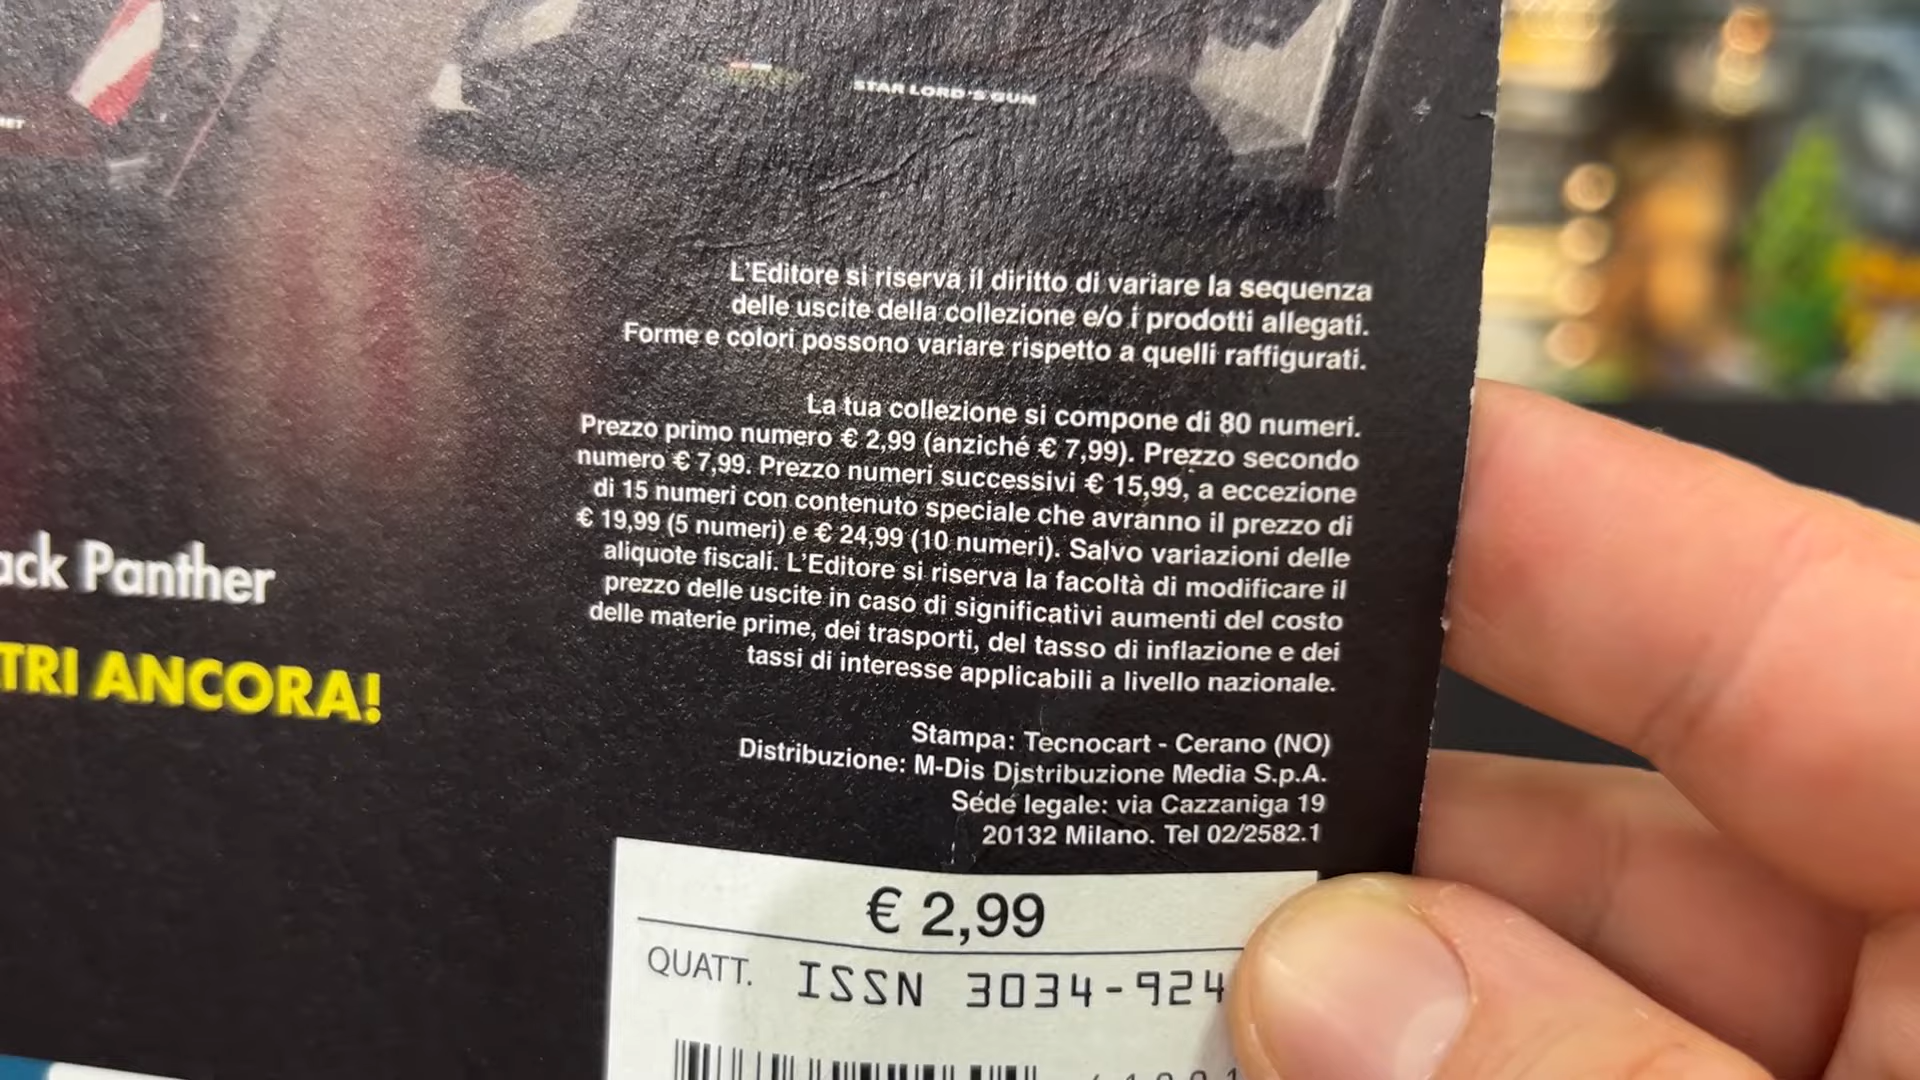 STAR LORD'S GUN
L'Editore si riserva il diritto di variare la sequenza
delle uscite della collezione e/o i prodotti allegati.
Forme e colori possono variare rispetto a quelli raffigurati.
La tua collezione si compone di 80 numeri.
Prezzo primo numero € 2,99 (anziché € 7,99). Prezzo secondo
numero € 7,99. Prezzo numeri successivi € 15,99, a eccezione
di 15 numeri con contenuto speciale che avranno il prezzo di
€ 19,99 (5 numeri) e € 24,99 (10 numeri). Salvo variazioni delle
aliquote fiscali. L'Editore si riserva la facoltà di modificare il
prezzo delle uscite in caso di significativi aumenti del costo
delle materie prime, dei trasporti, del tasso di inflazione e dei
tassi di interesse applicabili a livello nazionale.
ack Panther
TRI ANCORA!
Stampa: Tecnocart - Cerano (NO)
Distribuzione: M-Dis Distribuzione Media S.p.A.
Sede legale: via Cazzaniga 19
20132 Milano. Tel 02/2582.1
€ 2,99
QUATT. ISSN 3034-924